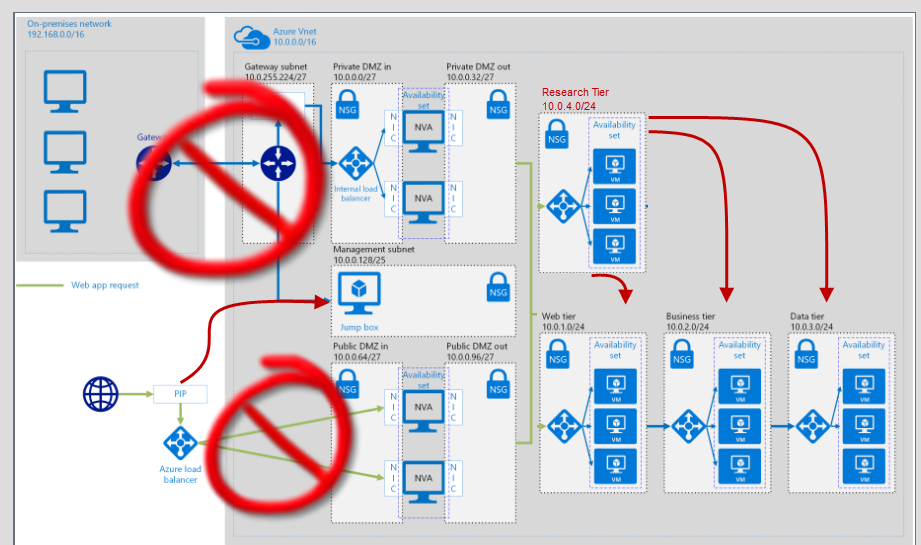 On-premises network
192.168.0.0/16
Azure Vnet
10.0.0.0/16
Gateway subnet
10.0.255.224/27
Private DMZ in
10.0.0.0/27
Private DMZ out
10.0.0.32/27
NSG
Availability
set
NIC
NVA
NIC
NSG
Internal load
balancer
NIC
NVA
NIC
Research Tier
10.0.4.0/24
NSG
Availability
set
VM
VM
VM
Management subnet
10.0.0.128/25
Jump box
NSG
Web app request
Public DMZ in
10.0.0.64/27
Public DMZ out
10.0.0.96/27
NSG
Availability
set
NIC
NVA
NIC
NSG
NIC
NVA
NIC
PIP
Azure load
balancer
Web tier
10.0.1.0/24
NSG
Availability
set
VM
VM
VM
Business tier
10.0.2.0/24
NSG
Availability
set
VM
VM
VM
Data tier
10.0.3.0/24
NSG
Availability
set
VM
VM
VM